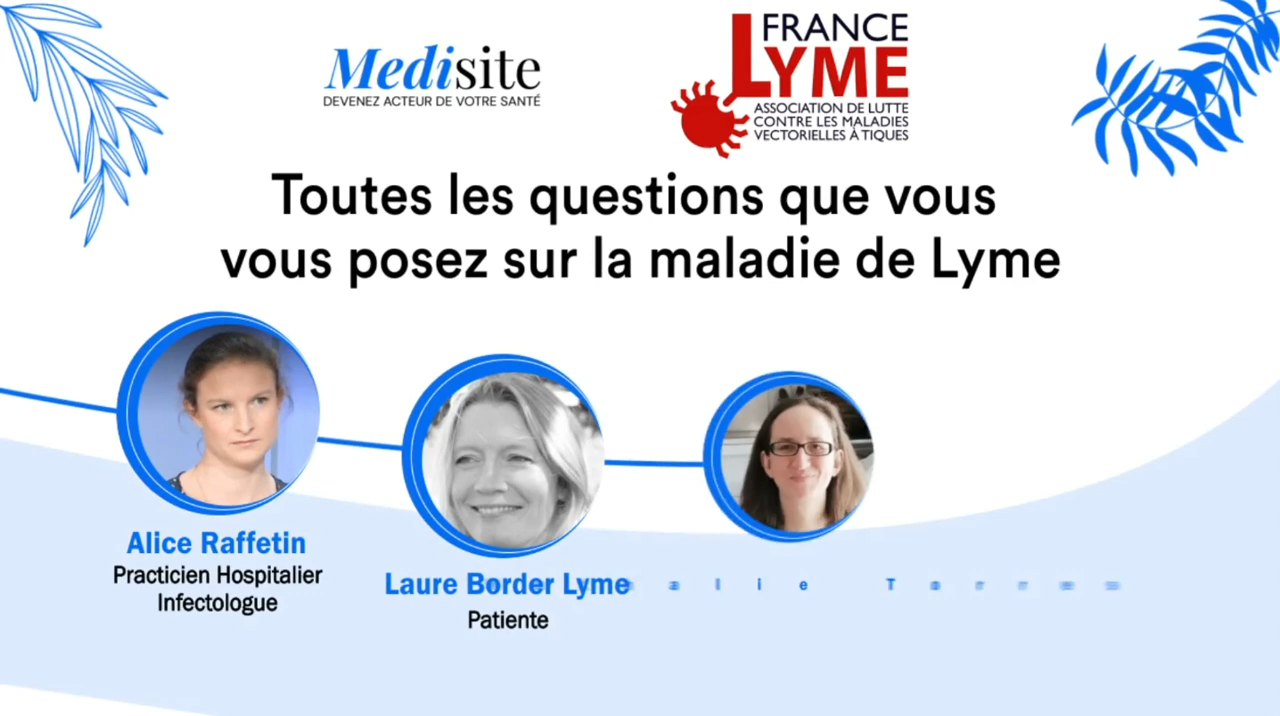 Medisite
DEVENEZ ACTEUR DE VOTRE SANTÉ
FRANCE
LYME
ASSOCIATION DE LUTTE
CONTRE LES MALADIES
VECTORIELLES À TIQUES
Toutes les questions que vous
vous posez sur la maladie de Lyme
Alice Raffetin
Practicien Hospitalier
Infectologue
Laure Border Lyme
Patiente